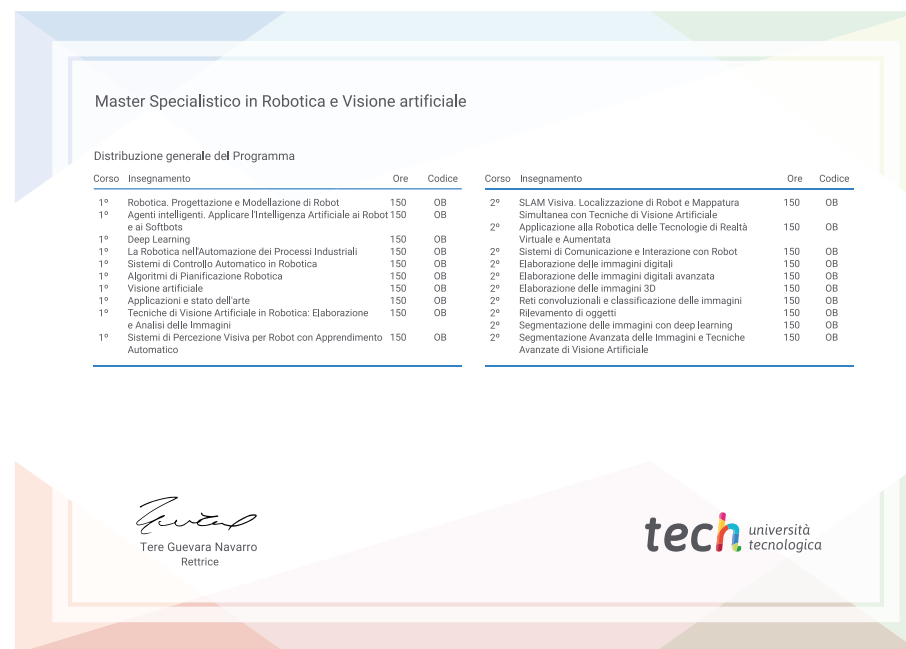 Master Specialistico in Robotica e Visione artificiale
Distribuzione generale del Programma
Corso Insegnamento Ore Codice
1º Robotica. Progettazione e Modellazione di Robot 150 OB
1º Agenti intelligenti. Applicare l'Intelligenza Artificiale ai Robot 150 OB
e ai Softbots
1º Deep Learning 150 OB
1º La Robotica nell'Automazione dei Processi Industriali 150 OB
1º Sistemi di Controllo Automatico in Robotica 150 OB
1º Algoritmi di Pianificazione Robotica 150 OB
1º Visione artificiale 150 OB
1º Applicazioni e stato dell'arte 150 OB
1º Tecniche di Visione Artificiale in Robotica: Elaborazione 150 OB
e Analisi delle Immagini
1º Sistemi di Percezione Visiva per Robot con Apprendimento 150 OB
Automatico
Corso Insegnamento Ore Codice
2º SLAM Visiva. Localizzazione di Robot e Mappatura 150 OB
Simultanea con Tecniche di Visione Artificiale
2º Applicazione alla Robotica delle Tecnologie di Realtà 150 OB
Virtuale e Aumentata
2º Sistemi di Comunicazione e Interazione con Robot 150 OB
2º Elaborazione delle immagini digitali 150 OB
2º Elaborazione delle immagini digitali avanzata 150 OB
2º Elaborazione delle immagini 3D 150 OB
2º Reti convoluzionali e classificazione delle immagini 150 OB
2º Rilevamento di oggetti 150 OB
2º Segmentazione delle immagini con deep learning 150 OB
2º Segmentazione Avanzata delle Immagini e Tecniche 150 OB
Avanzate di Visione Artificiale
Tere Guevara Navarro
Rettrice
tech università
tecnologica